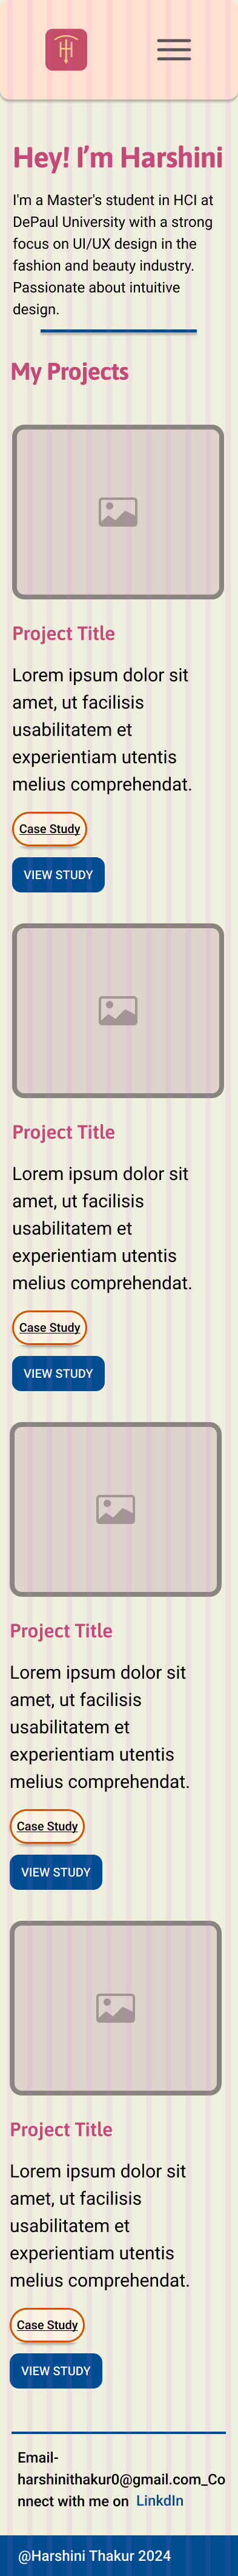 Hey! I'm Harshini
I'm a Master's student in HCI at
DePaul University with a strong
focus on UI/UX design in the
fashion and beauty industry.
Passionate about intuitive
design.
My Projects
Project Title
Lorem ipsum dolor sit
amet, ut facilisis
usabilitatem et
experientiam utentis
melius comprehendat.
Case Study
VIEW STUDY
Project Title
Lorem ipsum dolor sit
amet, ut facilisis
usabilitatem et
experientiam utentis
melius comprehendat.
Case Study
VIEW STUDY
Project Title
Lorem ipsum dolor sit
amet, ut facilisis
usabilitatem et
experientiam utentis
melius comprehendat.
Case Study
VIEW STUDY
Project Title
Lorem ipsum dolor sit
amet, ut facilisis
usabilitatem et
experientiam utentis
melius comprehendat.
Case Study
VIEW STUDY
Email-
harshinithakur0@gmail.com_Co
nnect with me on LinkdIn
@Harshini Thakur 2024